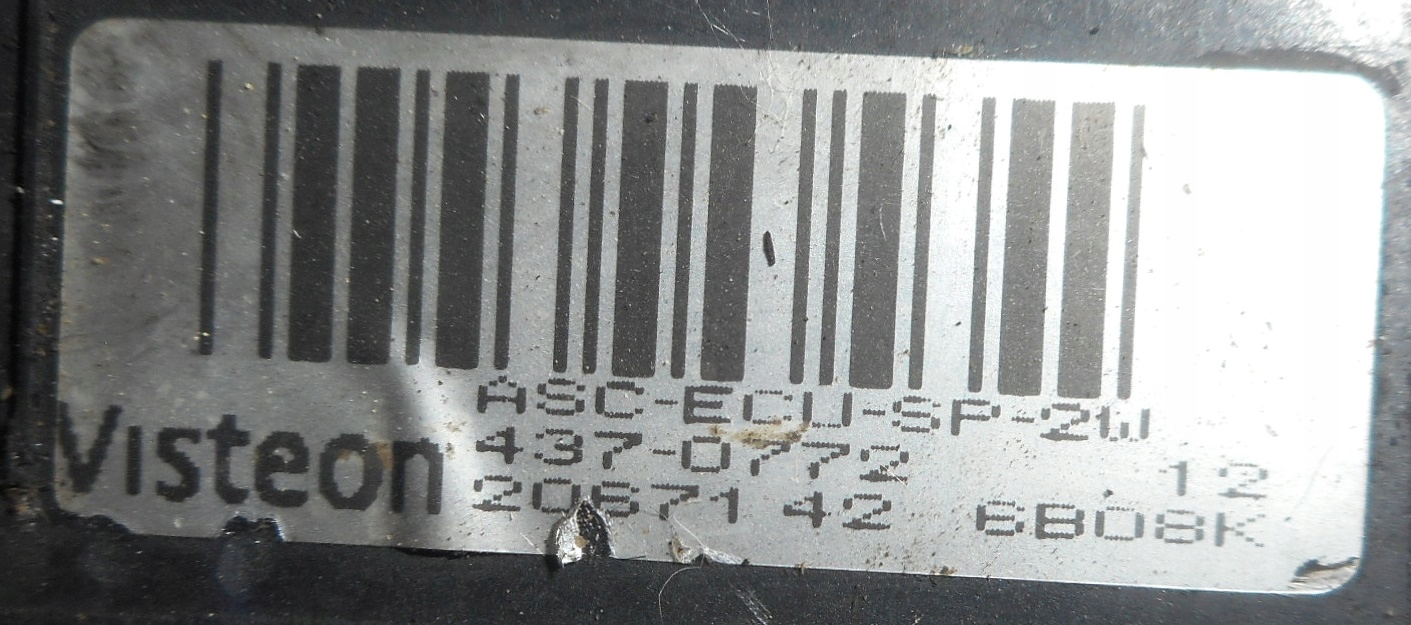 ASC-ECU-SP-2W
Visteon
437-0772 12
2067142 6B08K